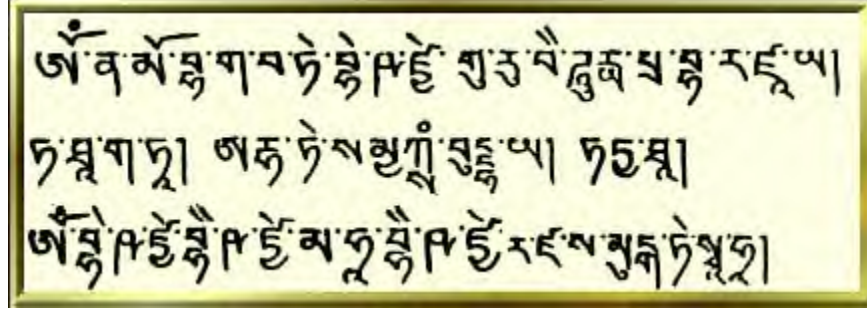 ཨོཾ་ན་མོ་བྷ་ག་བ་ཏེ་བྷེ་ཥ་ཛྱེ་ གུ་རུ་བཻ་ཌཱུརྱ་པྲ་བྷ་ར་ཛཱ་ཡ།
ཏ་ཐཱ་ག་ཏཱ། ཨརྷ་ཏེ་སམྱཀྶཾ་བུདྡྷ་ཡ། ཏདྱ་ཐཱ།
ཨོཾ་བྷེ་ཥ་ཛྱེ་བྷཻ་ཥ་ཛྱེ་མ་ཧཱ་བྷཻ་ཥ་ཛྱེ་ར་ཛ་ས་མུདྒ་ཏེ་སྭཱ་ཧཱ།